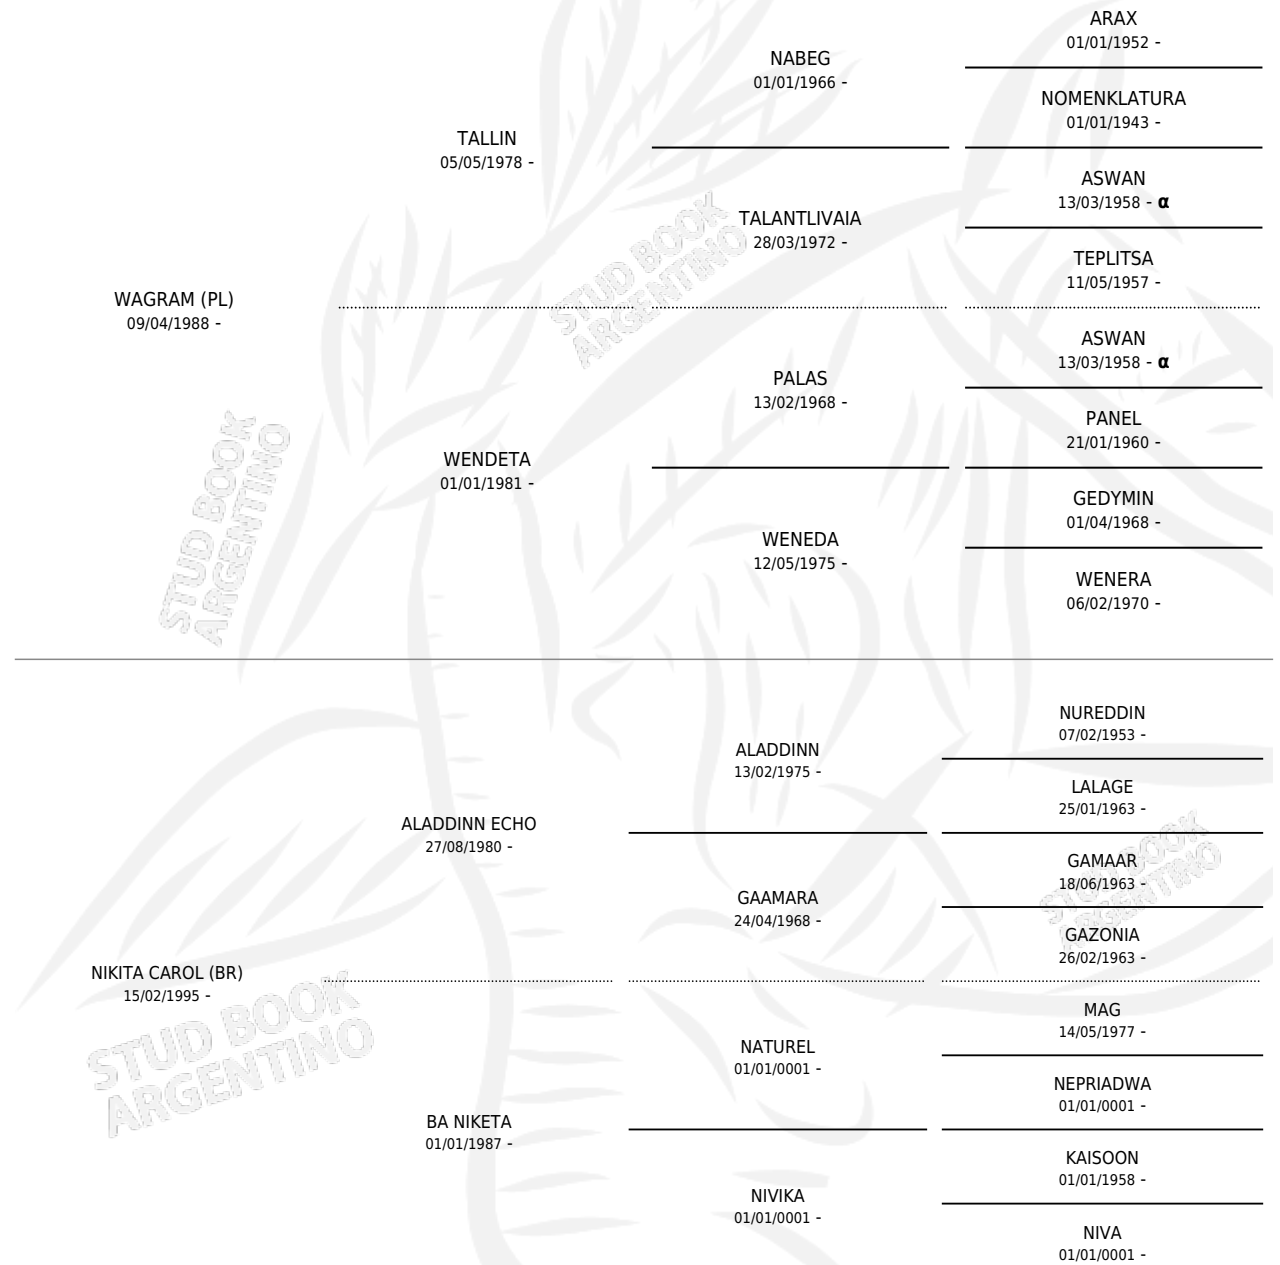 ARAX
01/01/1952 -
NABEG
01/01/1966 -
NOMENKLATURA
01/01/1943 -
TALLIN
05/05/1978 -
ASWAN
13/03/1958 - α
TALANTLIVAIA
28/03/1972 -
TEPLITSA
11/05/1957 -
WAGRAM (PL)
09/04/1988 -
ASWAN
13/03/1958 - α
PALAS
13/02/1968 -
PANEL
21/01/1960 -
WENDETA
01/01/1981 -
GEDYMIN
01/04/1968 -
WENEDA
12/05/1975 -
WENERA
06/02/1970 -
STUD BOOK
ARGENTINO
STUD BOOK
ARGENTINO
NUREDDIN
07/02/1953 -
ALADDINN
13/02/1975 -
LALAGE
25/01/1963 -
ALADDINN ECHO
27/08/1980 -
GAMAAR
18/06/1963 -
GAAMARA
24/04/1968 -
GAZONIA
26/02/1963 -
NIKITA CAROL (BR)
15/02/1995 -
MAG
14/05/1977 -
NATUREL
01/01/0001 -
NEPRIADWA
01/01/0001 -
BA NIKETA
01/01/1987 -
KAISOON
01/01/1958 -
NIVIKA
01/01/0001 -
NIVA
01/01/0001 -
STUD BOOK
ARGENTINO
STUD BOOK
ARGENTINO